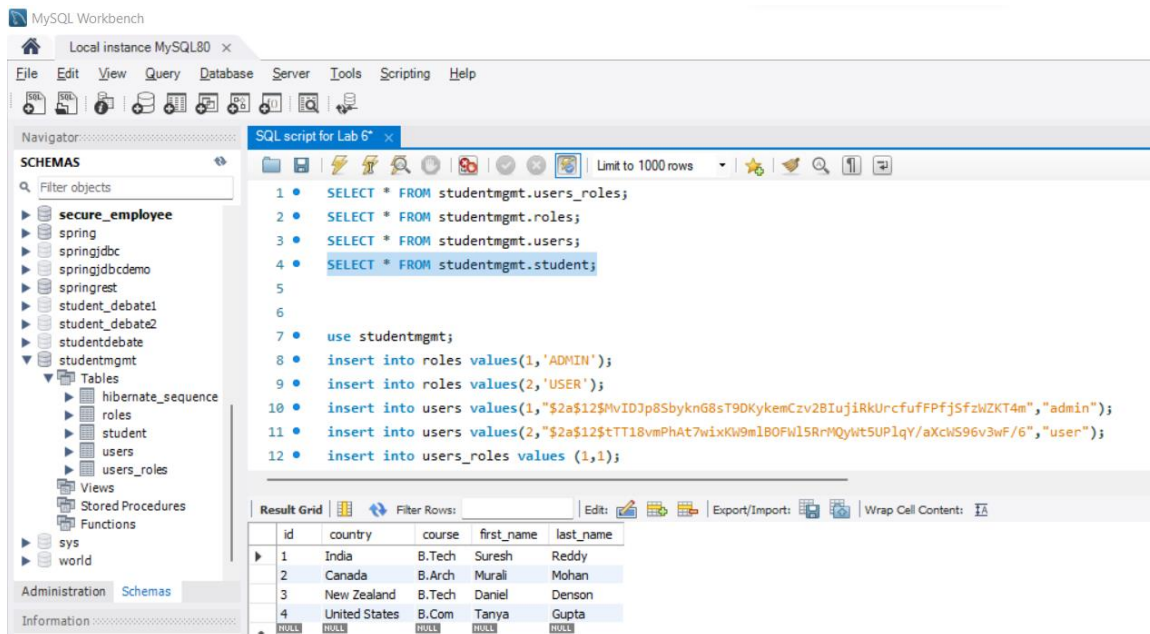 MySQL Workbench
Local instance MySQL80
File Edit View Query Database Server Tools Scripting Help
Navigator
SQL script for Lab 6*
SCHEMAS
Limit to 1000 rows
Filter objects
secure_employee
spring
springjdbc
springjdbcdemo
springrest
student_debate1
student_debate2
studentdebate
studentmgmt
Tables
hibernate_sequence
roles
student
users
users_roles
Views
Stored Procedures
Functions
sys
world
Administration Schemas
Information
1 SELECT * FROM studentmgmt.users_roles;
2 SELECT * FROM studentmgmt.roles;
3 SELECT * FROM studentmgmt.users;
4 SELECT * FROM studentmgmt.student;
5
6
7 use studentmgmt;
8 insert into roles values(1,'ADMIN');
9 insert into roles values(2,'USER');
10 insert into users values(1,"$2a$12$MvIDJp8SbyknG8sT9DKykemCzv2BIujiRkUrcfufFPfjSfzWZKT4m","admin");
11 insert into users values(2,"$2a$12$tTT18vmPhAt7wixKW9mlBOFWl5RrMQyWt5UPlqY/aXcWS96v3wF/6","user");
12 insert into users_roles values (1,1);
Result Grid Filter Rows: Edit: Export/Import: Wrap Cell Content:
id country course first_name last_name
1 India B.Tech Suresh Reddy
2 Canada B.Arch Murali Mohan
3 New Zealand B.Tech Daniel Denson
4 United States B.Com Tanya Gupta
NULL NULL NULL NULL NULL